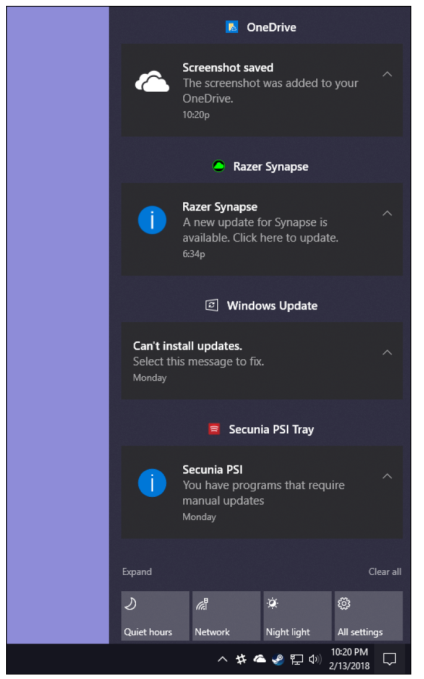 OneDrive
Screenshot saved
The screenshot was added to your
OneDrive.
10:20p
Razer Synapse
Razer Synapse
A new update for Synapse is
available. Click here to update.
6:34p
Windows Update
Can't install updates.
Select this message to fix.
Monday
Secunia PSI Tray
Secunia PSI
You have programs that require
manual updates
Monday
Expand Clear all
Quiet hours Network Night light All settings
10:20 PM
2/13/2018